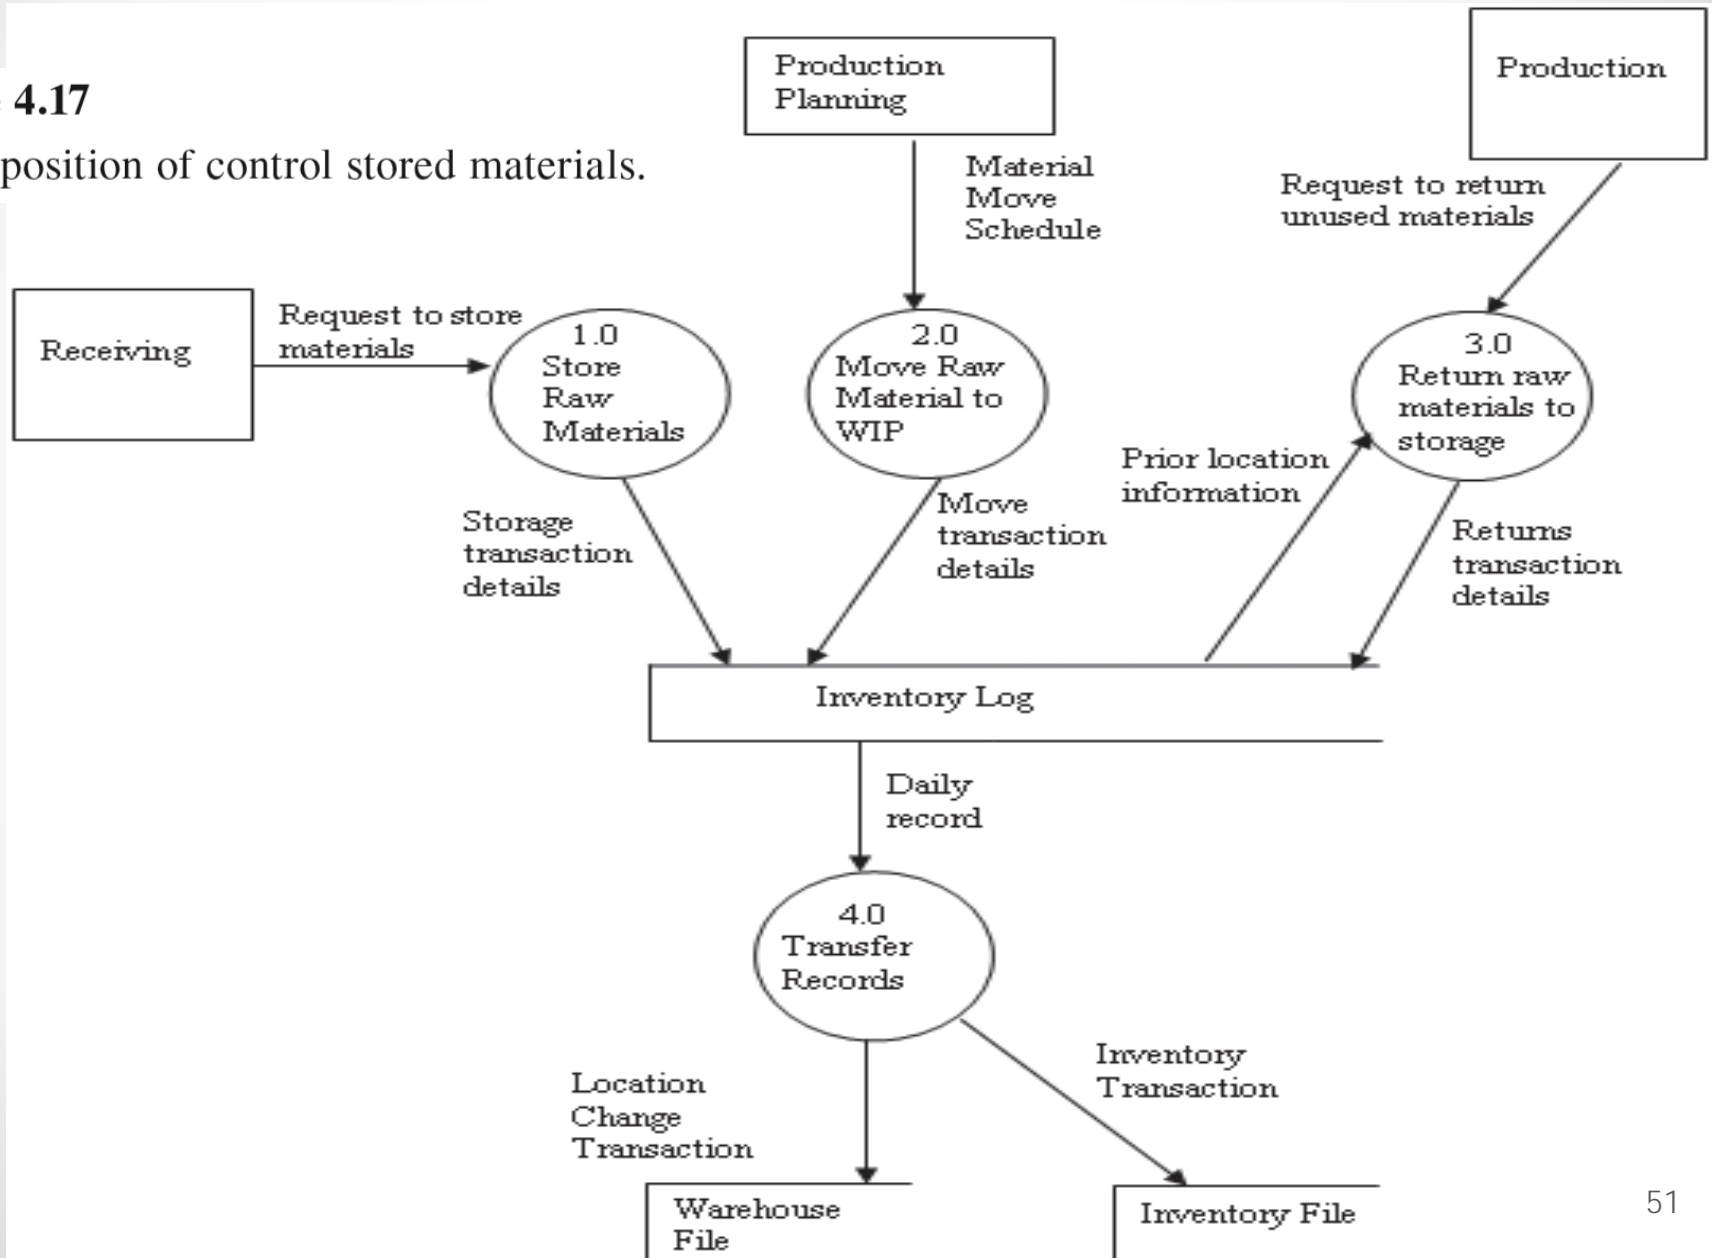 4.17
position of control stored materials.
Production
Planning
Production
Material
Move
Schedule
Request to return
unused materials
Receiving
Request to store
materials
1.0
Store
Raw
Materials
2.0
Move Raw
Material to
WIP
3.0
Return raw
materials to
storage
Storage
transaction
details
Move
transaction
details
Prior location
information
Returns
transaction
details
Inventory Log
Daily
record
4.0
Transfer
Records
Location
Change
Transaction
Inventory
Transaction
Warehouse
File
Inventory File
51